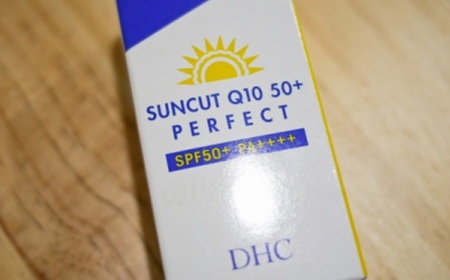 SUNCUT Q10 50+
PERFECT
SPF50+ PA++++
DHC